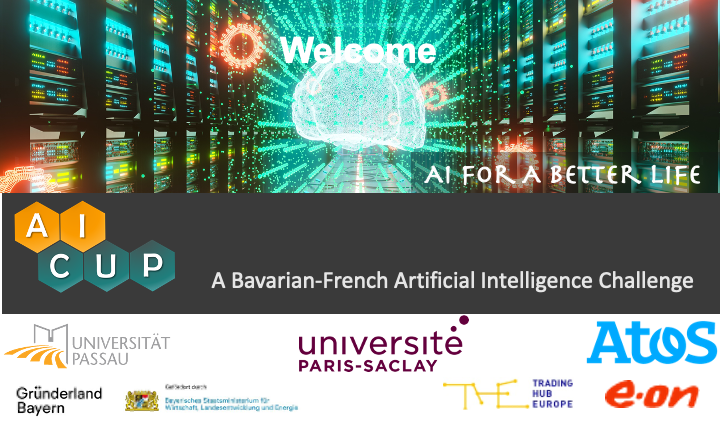 Welcome
AI FOR A BETTER LIFE
AI
CUP
A Bavarian-French Artificial Intelligence Challenge
UNIVERSITÄT
PASSAU
université
PARIS-SACLAY
Atos
Gründerland
Bayern
Gefördert durch
Bayerisches Staatsministerium für
Wirtschaft, Landesentwicklung und Energie
THE
TRADING
HUB
EUROPE
e·on